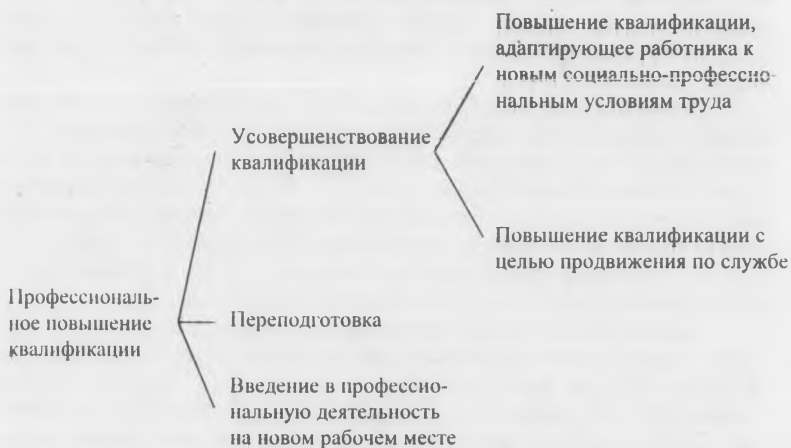 Повышение квалификации,
адаптирующее работника к
новым социально-профессио-
нальным условиям труда
Усовершенствование
квалификации
Повышение квалификации с
целью продвижения по службе
Профессиональ-
ное повышение
квалификации
Переподготовка
Введение в профессио-
нальную деятельность
на новом рабочем месте